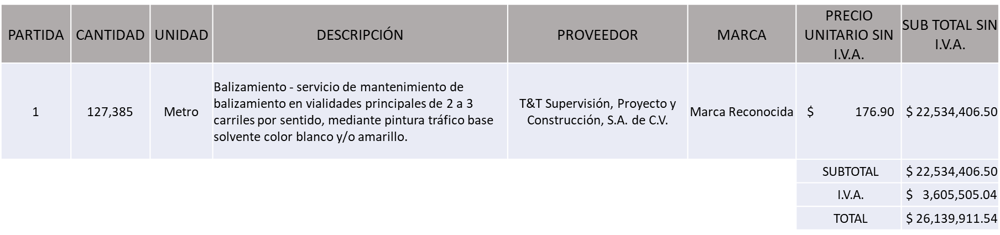 PARTIDA CANTIDAD UNIDAD DESCRIPCIÓN PROVEEDOR MARCA PRECIO UNITARIO SIN I.V.A. SUB TOTAL SIN I.V.A.
1 127,385 Metro
Balizamiento - servicio de mantenimiento de
balizamiento en vialidades principales de 2 a 3
carriles por sentido, mediante pintura tráfico base
solvente color blanco y/o amarillo.
T&T Supervisión, Proyecto y
Construcción, S.A. de C.V.
Marca Reconocida $ 176.90 $ 22,534,406.50
SUBTOTAL $ 22,534,406.50
I.V.A. $ 3,605,505.04
TOTAL $ 26,139,911.54